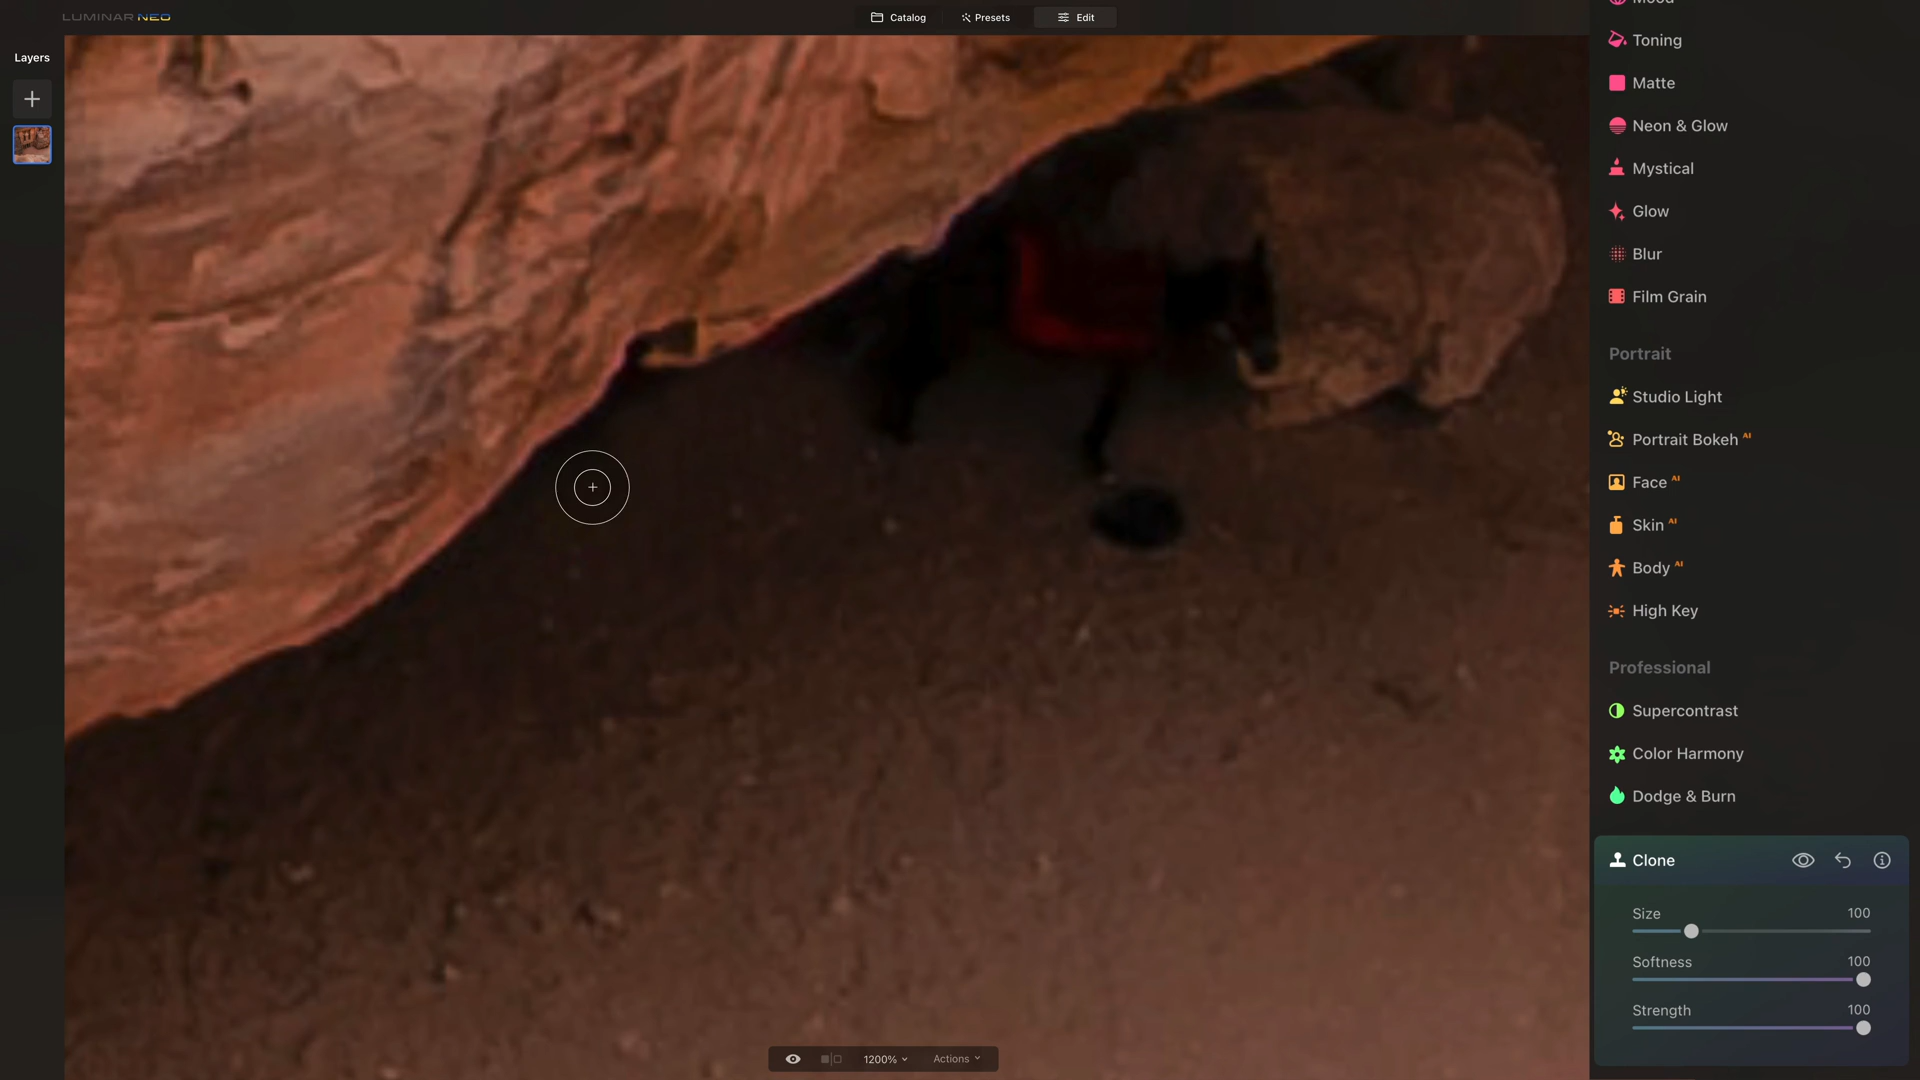 LUMINAR NEO
Catalog
Presets
Edit
Layers
Mood
Toning
Matte
Neon & Glow
Mystical
Glow
Blur
Film Grain
Portrait
Studio Light
Portrait Bokeh AI
Face AI
Skin AI
Body AI
High Key
Professional
Supercontrast
Color Harmony
Dodge & Burn
Clone
Size 100
Softness 100
Strength 100
1200%
Actions